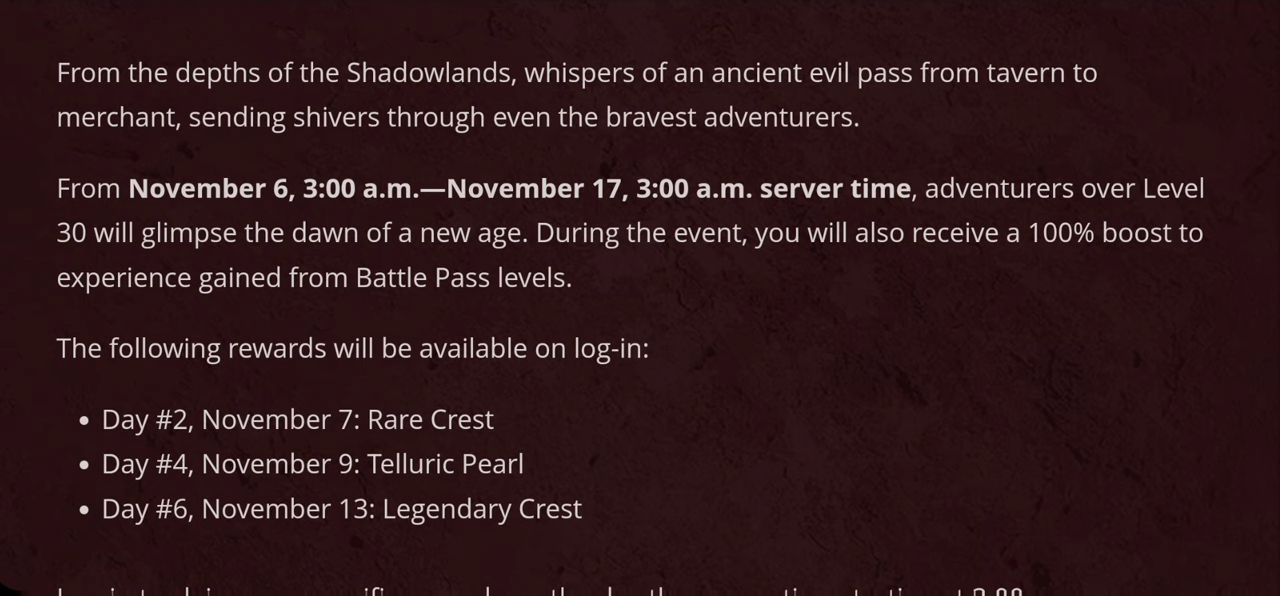 From the depths of the Shadowlands, whispers of an ancient evil pass from tavern to
merchant, sending shivers through even the bravest adventurers.
From November 6, 3:00 a.m.—November 17, 3:00 a.m. server time, adventurers over Level
30 will glimpse the dawn of a new age. During the event, you will also receive a 100% boost to
experience gained from Battle Pass levels.
The following rewards will be available on log-in:
• Day #2, November 7: Rare Crest
• Day #4, November 9: Telluric Pearl
• Day #6, November 13: Legendary Crest